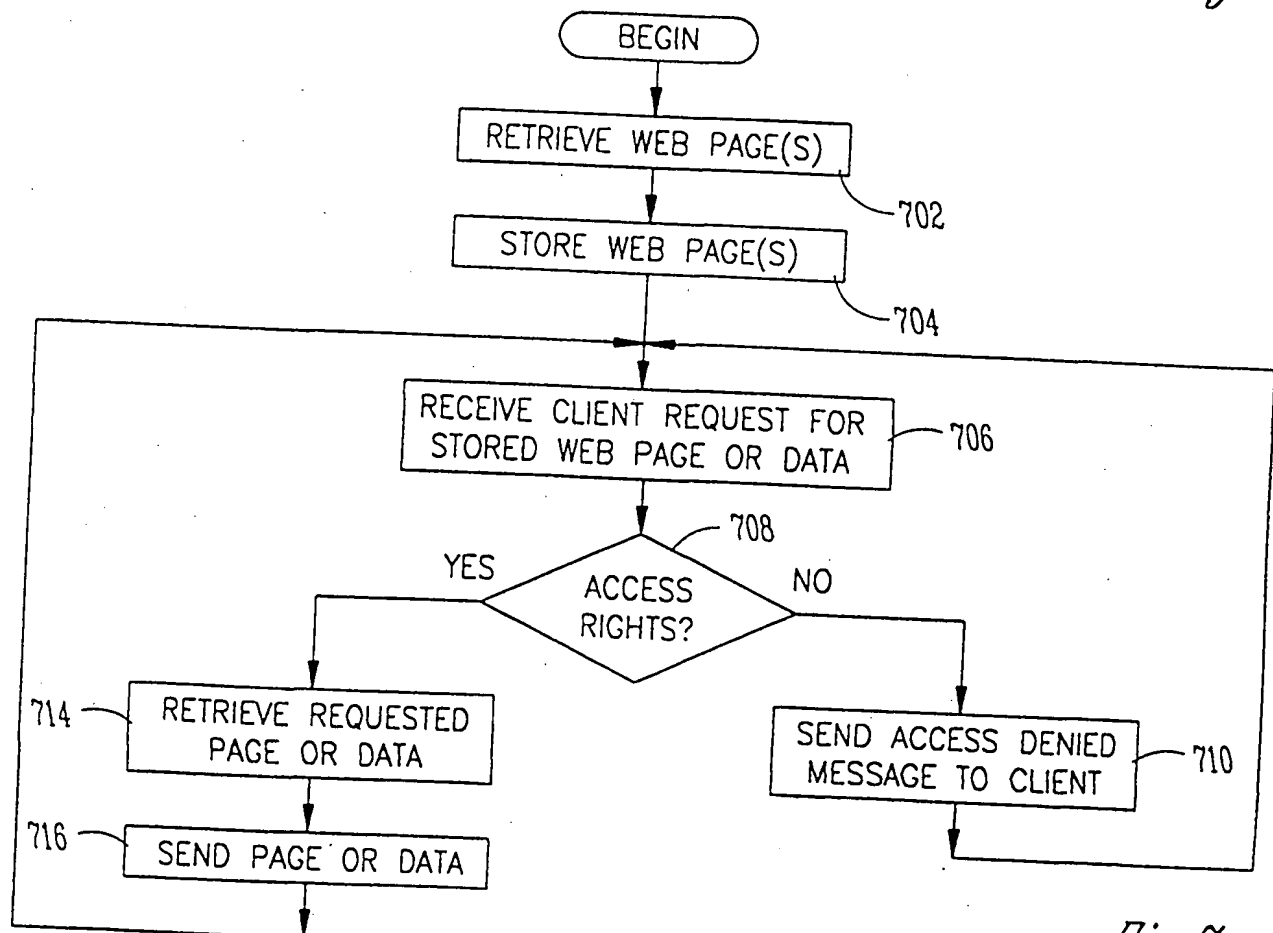 BEGIN
RETRIEVE WEB PAGE(S)
702
STORE WEB PAGE(S)
704
RECEIVE CLIENT REQUEST FOR
STORED WEB PAGE OR DATA
706
708
YES
NO
ACCESS
RIGHTS?
714
RETRIEVE REQUESTED
PAGE OR DATA
SEND ACCESS DENIED
MESSAGE TO CLIENT
710
716
SEND PAGE OR DATA